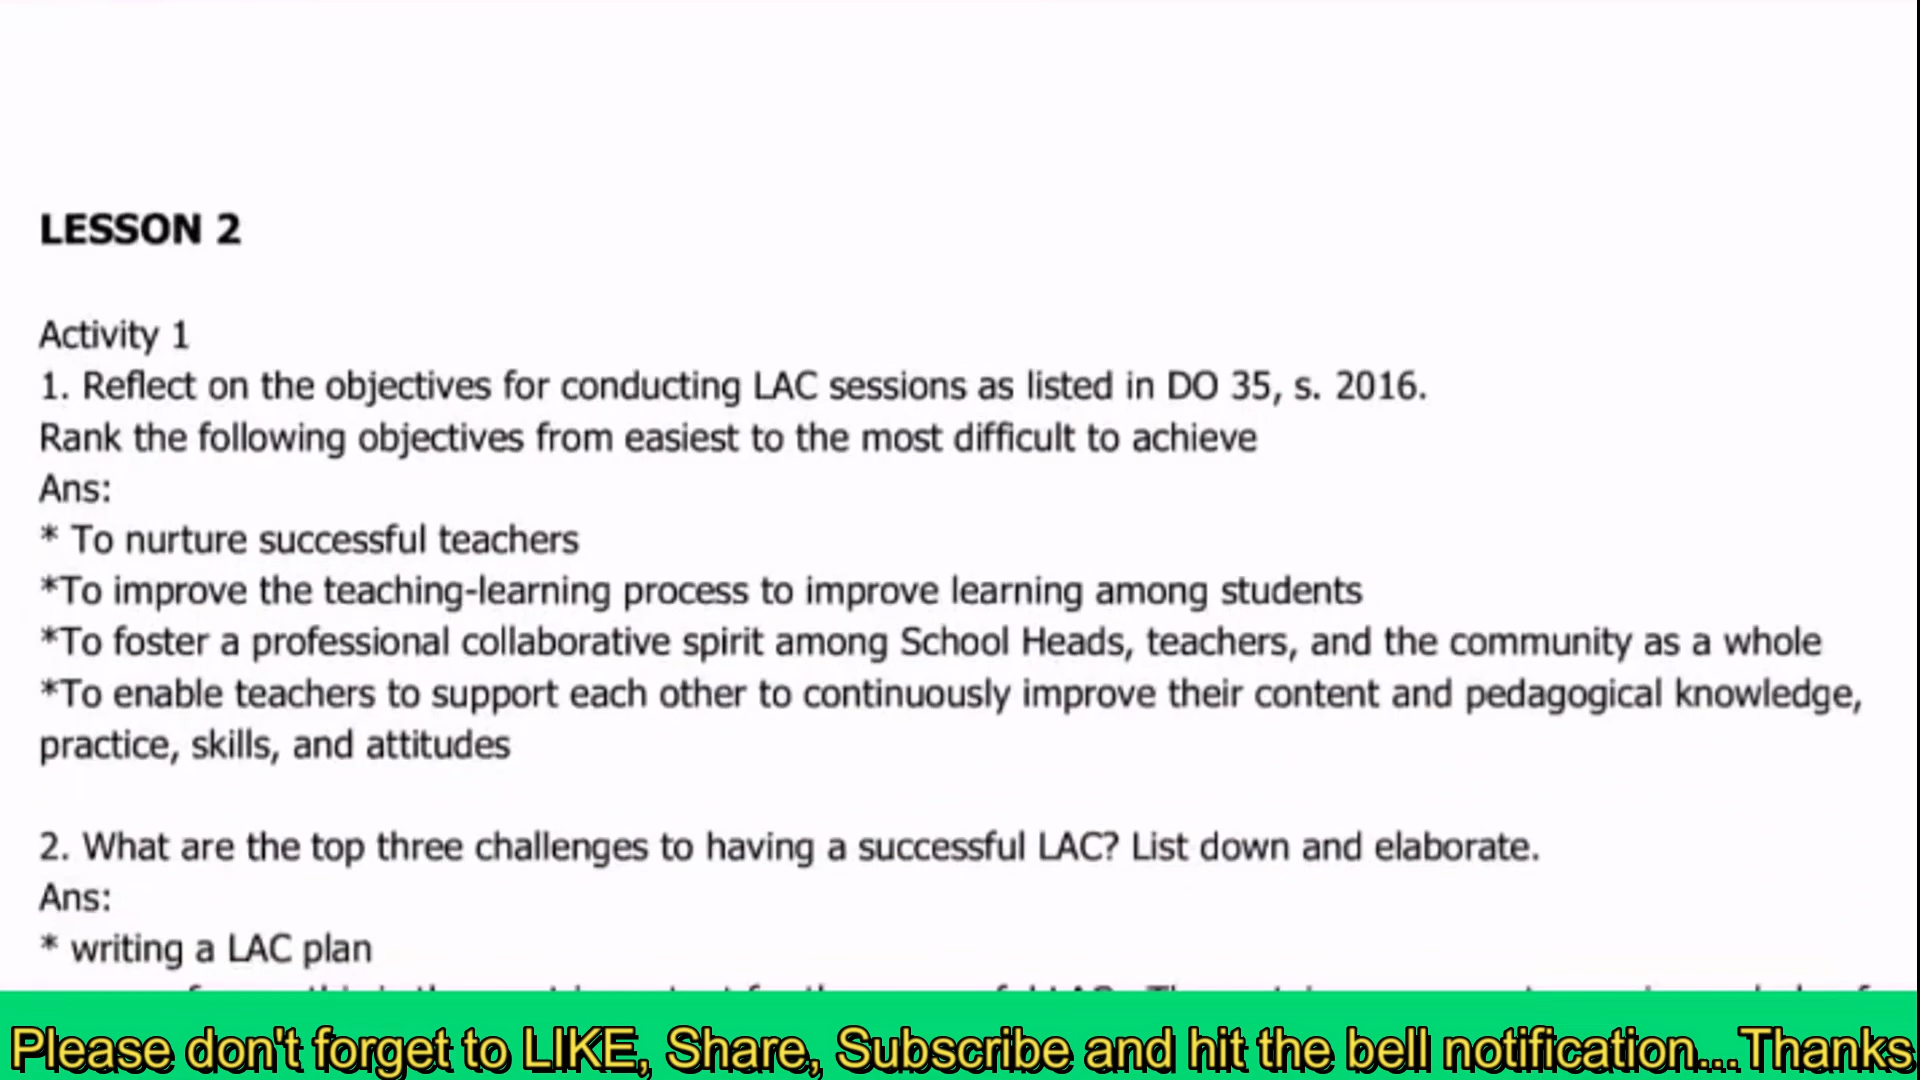 LESSON 2
Activity 1
1. Reflect on the objectives for conducting LAC sessions as listed in DO 35, s. 2016.
Rank the following objectives from easiest to the most difficult to achieve
Ans:
* To nurture successful teachers
*To improve the teaching-learning process to improve learning among students
*To foster a professional collaborative spirit among School Heads, teachers, and the community as a whole
*To enable teachers to support each other to continuously improve their content and pedagogical knowledge,
practice, skills, and attitudes
2. What are the top three challenges to having a successful LAC? List down and elaborate.
Ans:
* writing a LAC plan
Please don't forget to LIKE, Share, Subscribe and hit the bell notification...Thanks